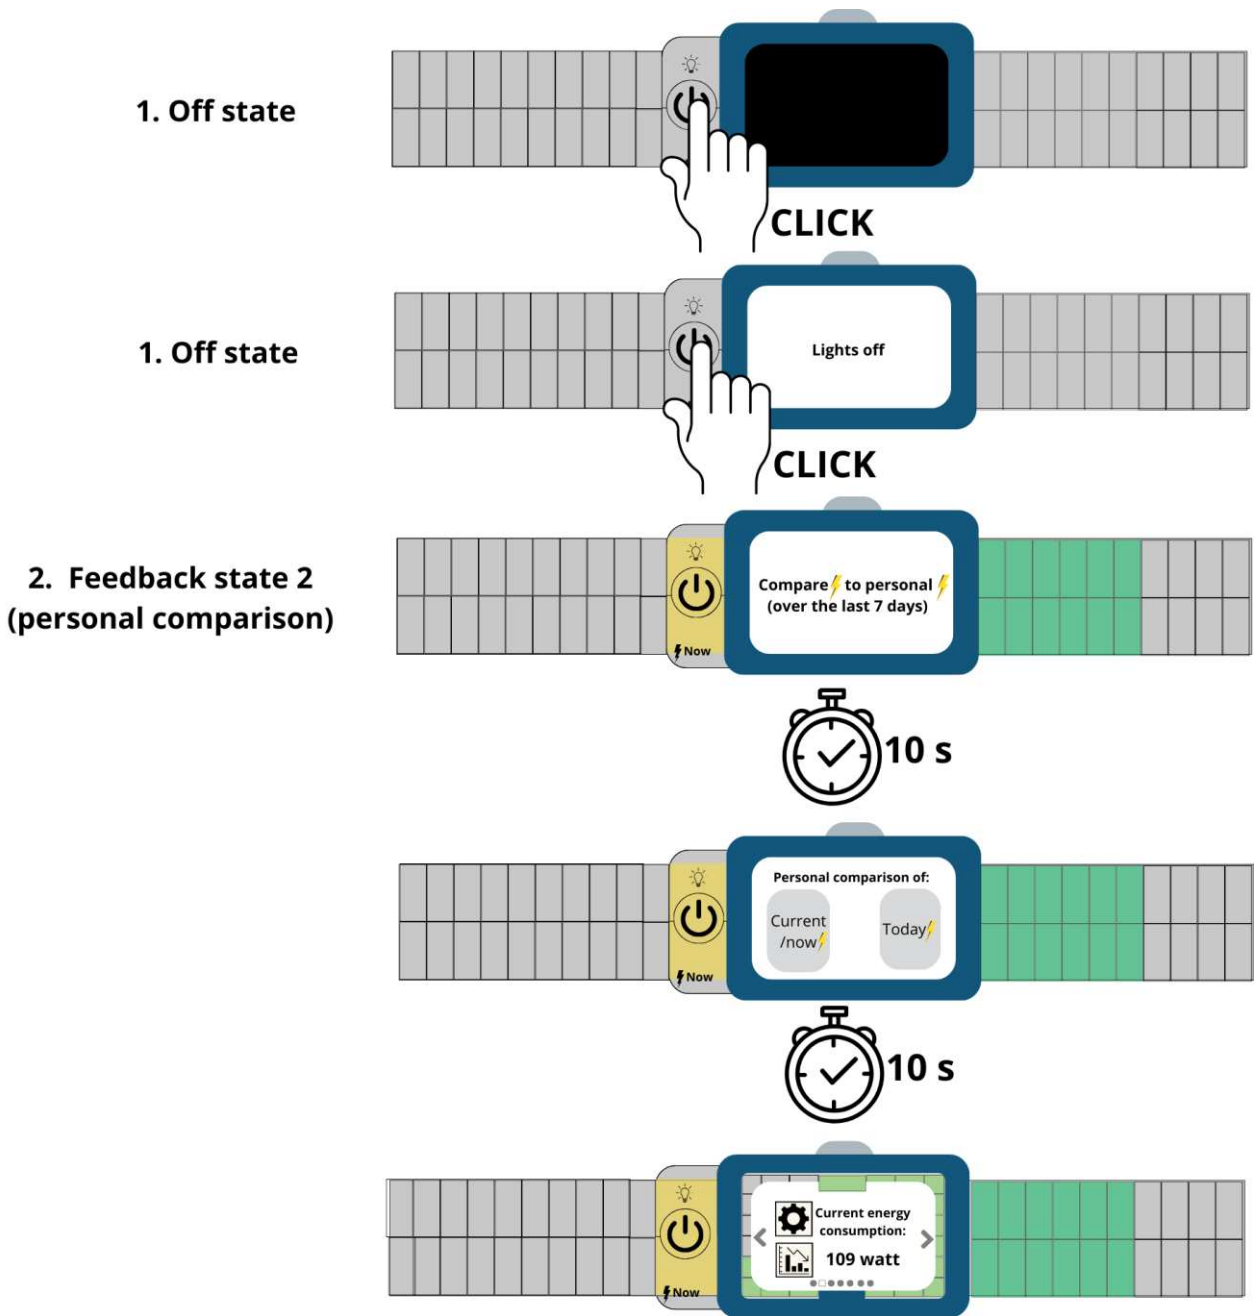 1. Off state
CLICK
1. Off state
Lights off
CLICK
2. Feedback state 2
(personal comparison)
Compare⚡ to personal ⚡
(over the last 7 days)
⚡Now
10 s
Personal comparison of:
Current
/now⚡
Today⚡
⚡Now
10 s
Current energy
consumption:
< >
109 watt
⚡Now